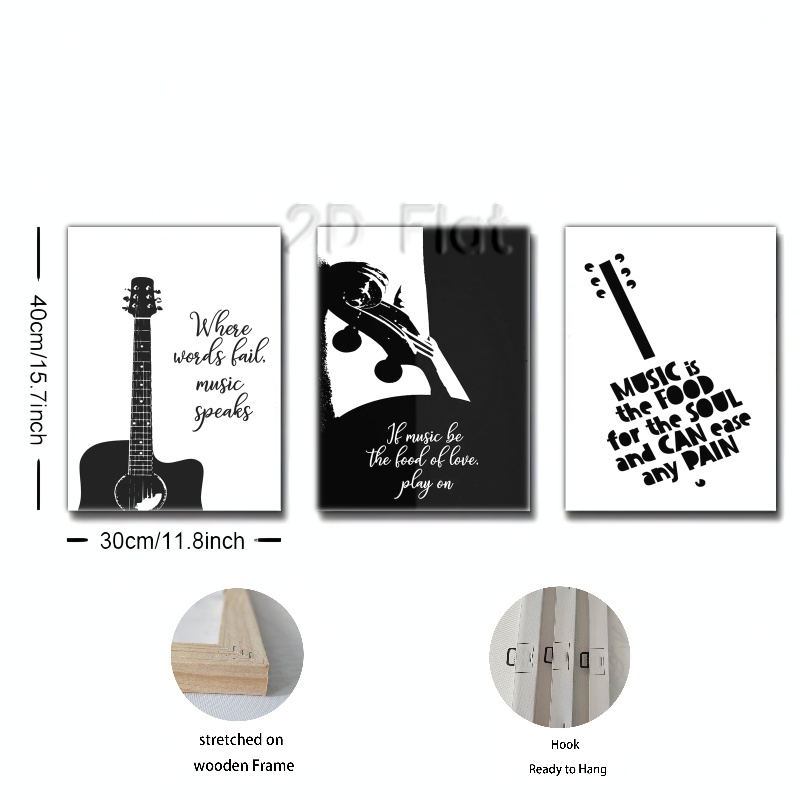 2D Flat
40cm/15.7inch
Where
words fail,
music
speaks
If music be
the food of love,
play on
MUSIC is
the FOOD
for the SOUL
and CAN ease
any PAIN
30cm/11.8inch
stretched on
wooden Frame
Hook
Ready to Hang